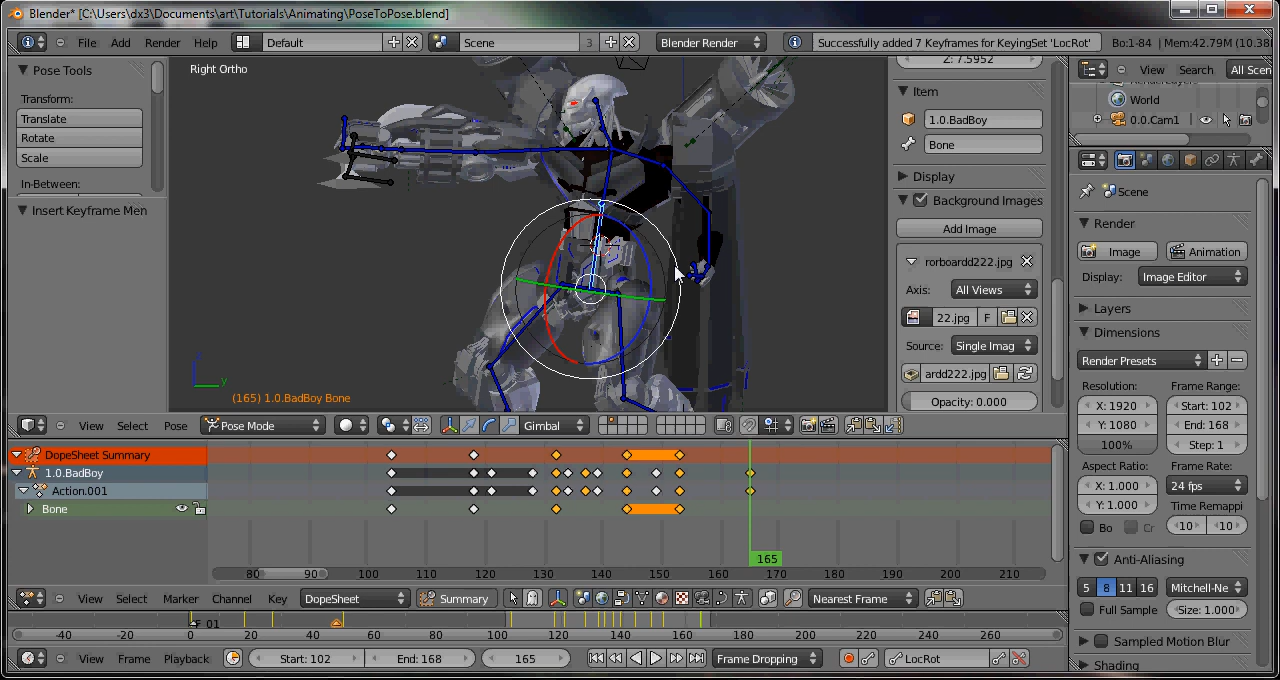 Blender* [C:\Users\dx3\Documents\art\Tutorials\Animating\PoseToPose.blend]
File Add Render Help Default Scene 3 Blender Render Successfully added 7 Keyframes for KeyingSet 'LocRot' Bo:1-84 | Mem:42.79M (10.38
Pose Tools
Transform:
Translate
Rotate
Scale
In-Between:
Insert Keyframe Men
Right Ortho
z
y
(165) 1.0.BadBoy Bone
Z: 7.5952
Item
1.0.BadBoy
Bone
Display
Background Images
Add Image
rorboardd222.jpg
Axis: All Views
22.jpg F
Source: Single Imag
ardd222.jpg
Opacity: 0.000
View Search All Scen
World
0.0.Cam1
Scene
Render
Image Animation
Display: Image Editor
Layers
Dimensions
Render Presets
Resolution: Frame Range:
X: 1920 Start: 102
Y: 1080 End: 168
100% Step: 1
Aspect Ratio: Frame Rate:
X: 1.000 24 fps
Y: 1.000 Time Remappi
Bo Cr 10 10
Anti-Aliasing
5 8 11 16 Mitchell-Ne
Full Sample Size: 1.000
Sampled Motion Blur
Shading
View Select Pose Pose Mode Gimbal
DopeSheet Summary
1.0.BadBoy
Action.001
Bone
165
80 90 100 110 120 130 140 150 160 170 180 190 200 210
View Select Marker Channel Key DopeSheet Summary Nearest Frame
F_01
-40 -20 0 20 40 60 80 100 120 140 160 180 200 220 240 260
View Frame Playback Start: 102 End: 168 165 Frame Dropping LocRot